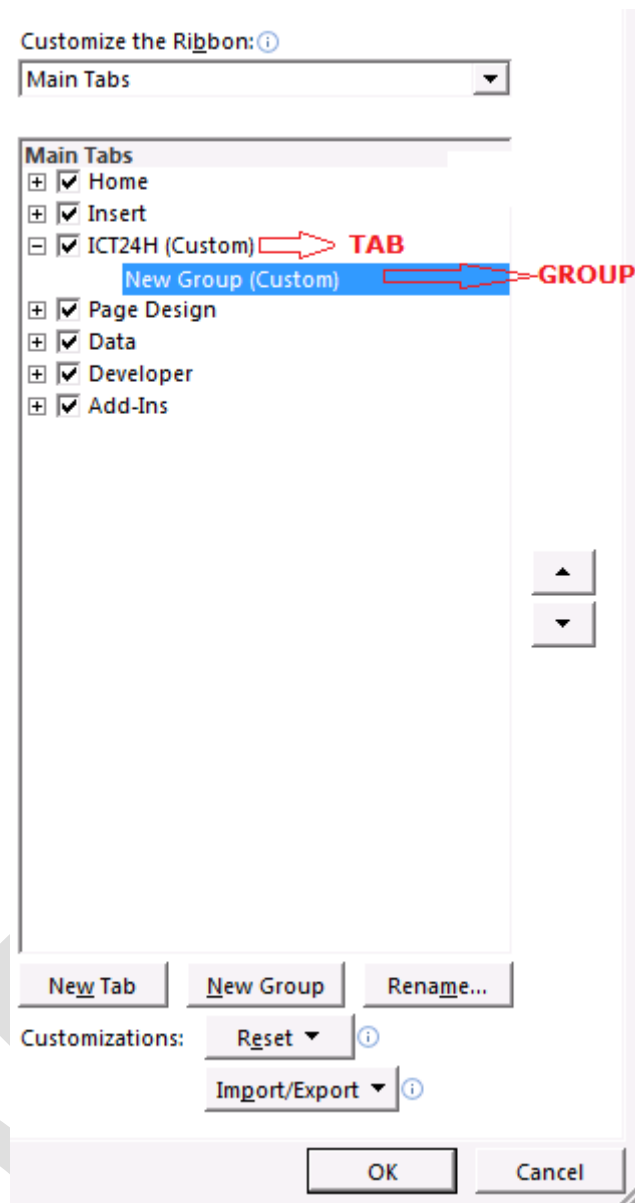 Customize the Ribbon:
Main Tabs
Main Tabs
Home
Insert
ICT24H (Custom) TAB
New Group (Custom) GROUP
Page Design
Data
Developer
Add-Ins
New Tab New Group Rename...
Customizations: Reset
Import/Export
OK Cancel